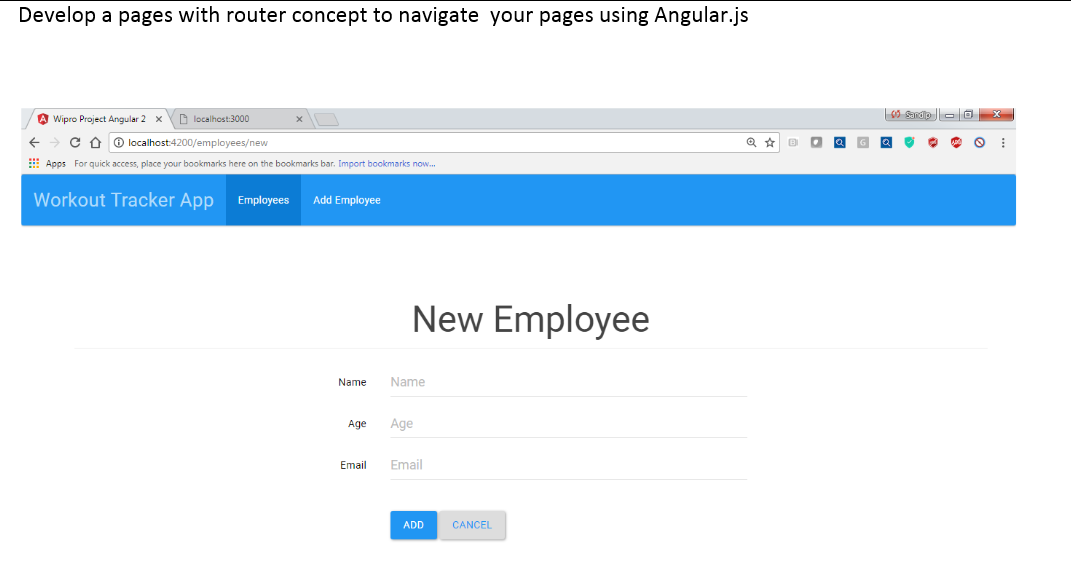 Develop a pages with router concept to navigate your pages using Angular.js
Wipro Project Angular 2
localhost:3000
Sandip
localhost:4200/employees/new
Apps For quick access, place your bookmarks here on the bookmarks bar. Import bookmarks now...
Workout Tracker App Employees Add Employee
New Employee
Name Name
Age Age
Email Email
ADD CANCEL